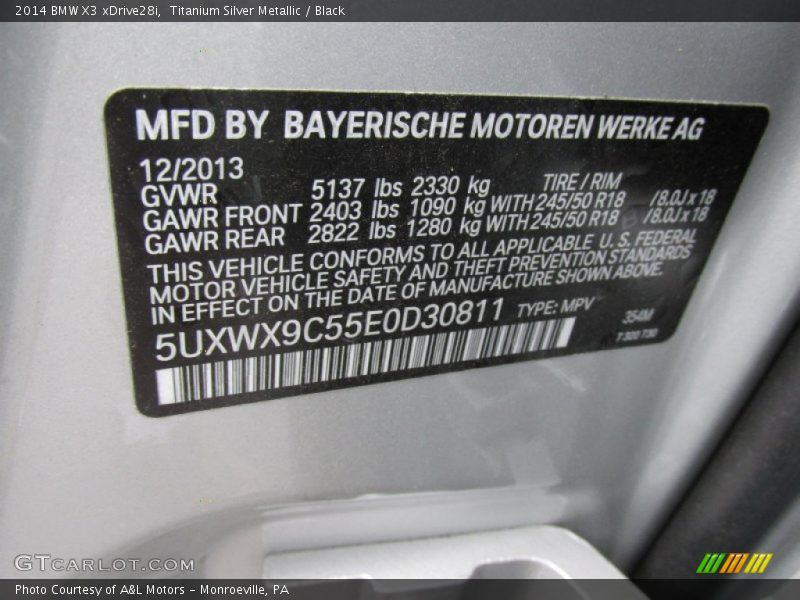 2014 BMW X3 xDrive28i,  Titanium Silver Metallic / Black
MFD BY BAYERISCHE MOTOREN WERKE AG
12/2013 TIRE / RIM
GVWR 5137 lbs 2330 kg
GAWR FRONT 2403 lbs 1090 kg WITH 245/50 R18 /8.0J x 18
GAWR REAR 2822 lbs 1280 kg WITH 245/50 R18 /8.0J x 18
THIS VEHICLE CONFORMS TO ALL APPLICABLE U. S. FEDERAL
MOTOR VEHICLE SAFETY AND THEFT PREVENTION STANDARDS
IN EFFECT ON THE DATE OF MANUFACTURE SHOWN ABOVE.
5UXWX9C55E0D30811 TYPE: MPV 354M
T 300 730
GTCarLot.com
Photo Courtesy of A&L Motors - Monroeville, PA